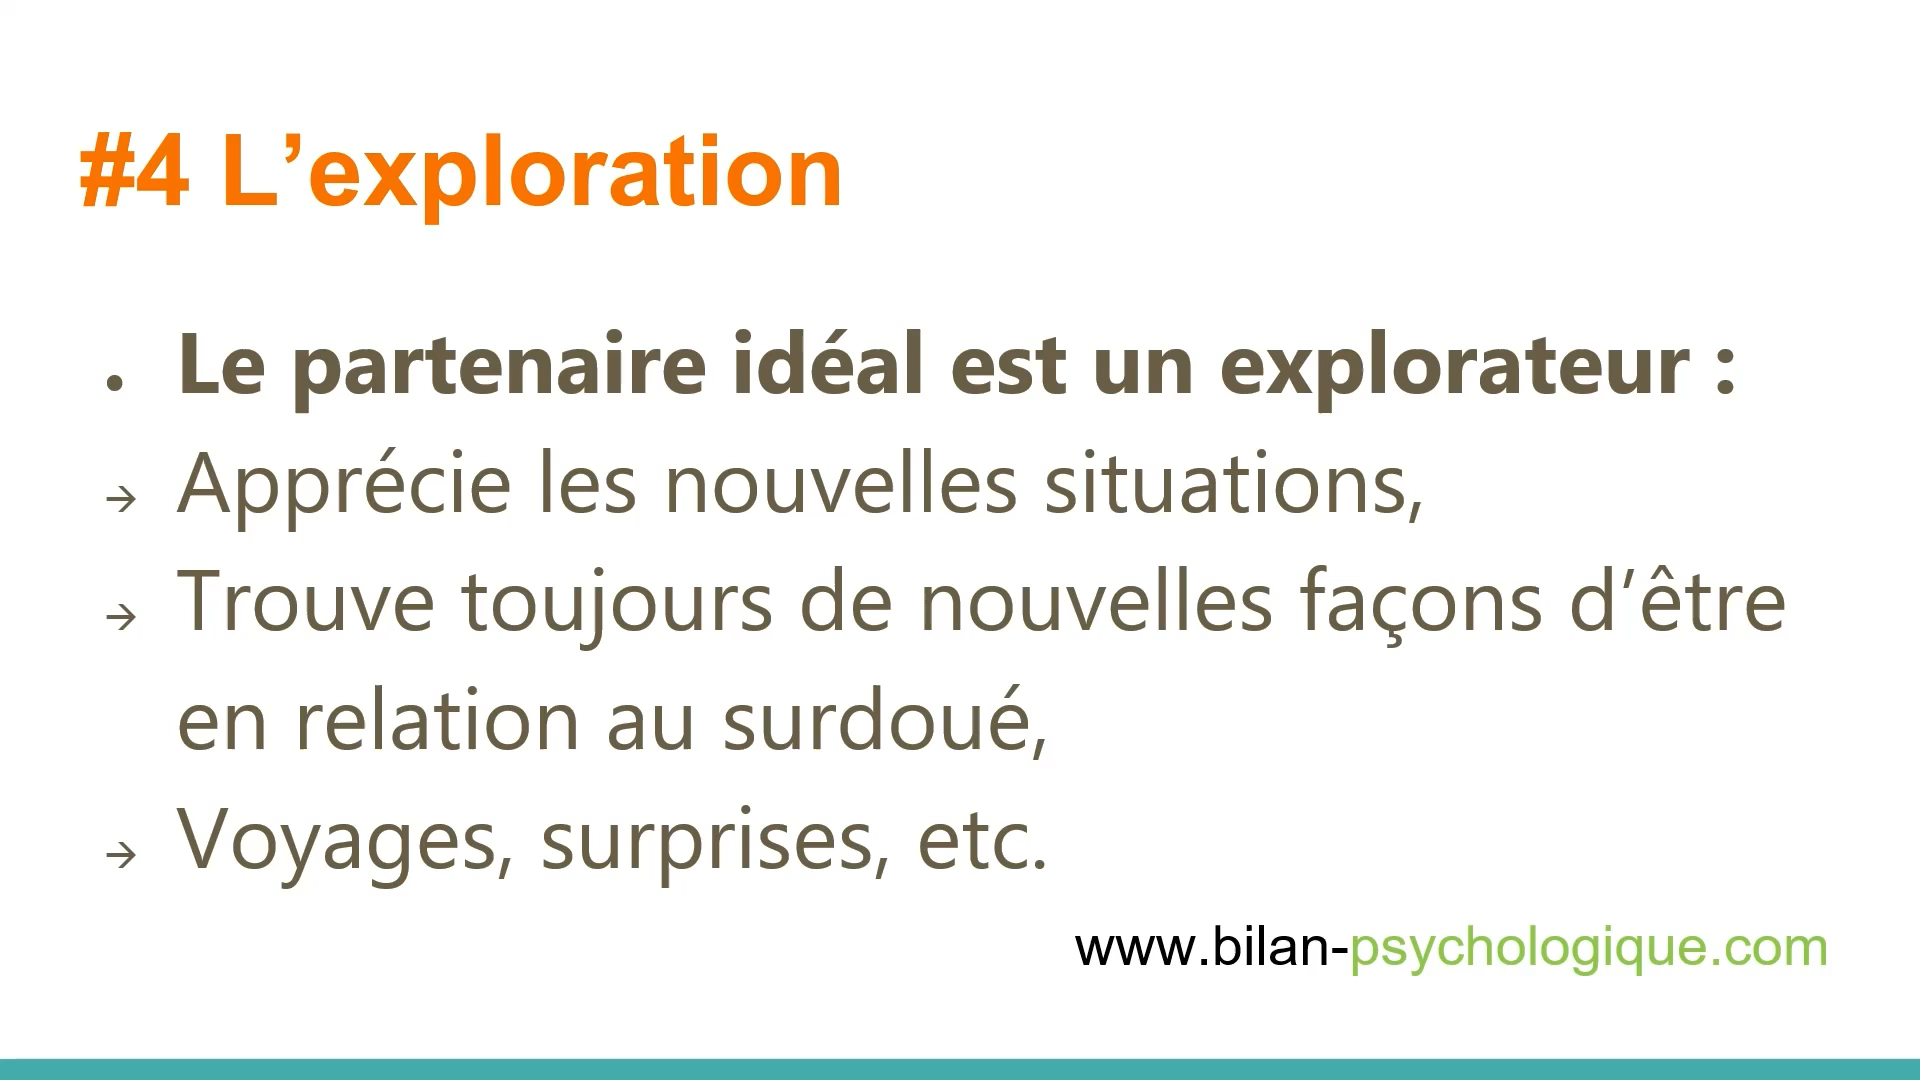 #4 L’exploration
• Le partenaire idéal est un explorateur :
→ Apprécie les nouvelles situations,
→ Trouve toujours de nouvelles façons d’être
en relation au surdoué,
→ Voyages, surprises, etc.
www.bilan-psychologique.com